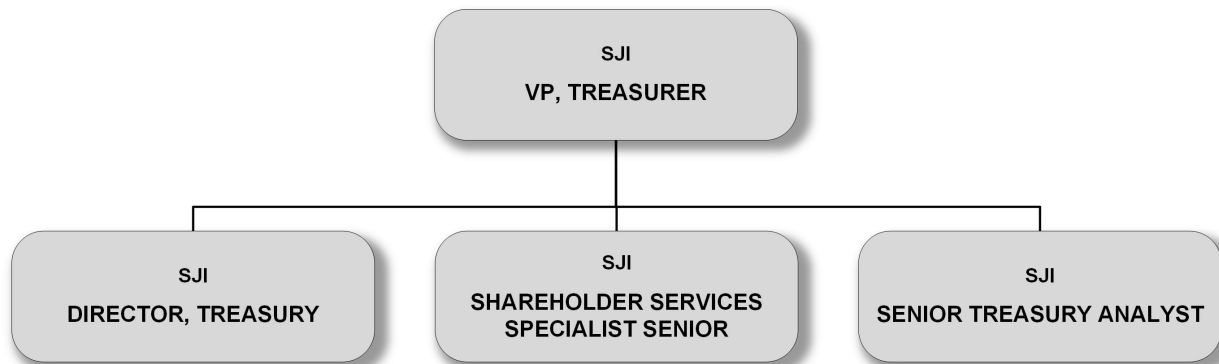 SJI
VP, TREASURER
SJI
DIRECTOR, TREASURY
SJI
SHAREHOLDER SERVICES
SPECIALIST SENIOR
SJI
SENIOR TREASURY ANALYST